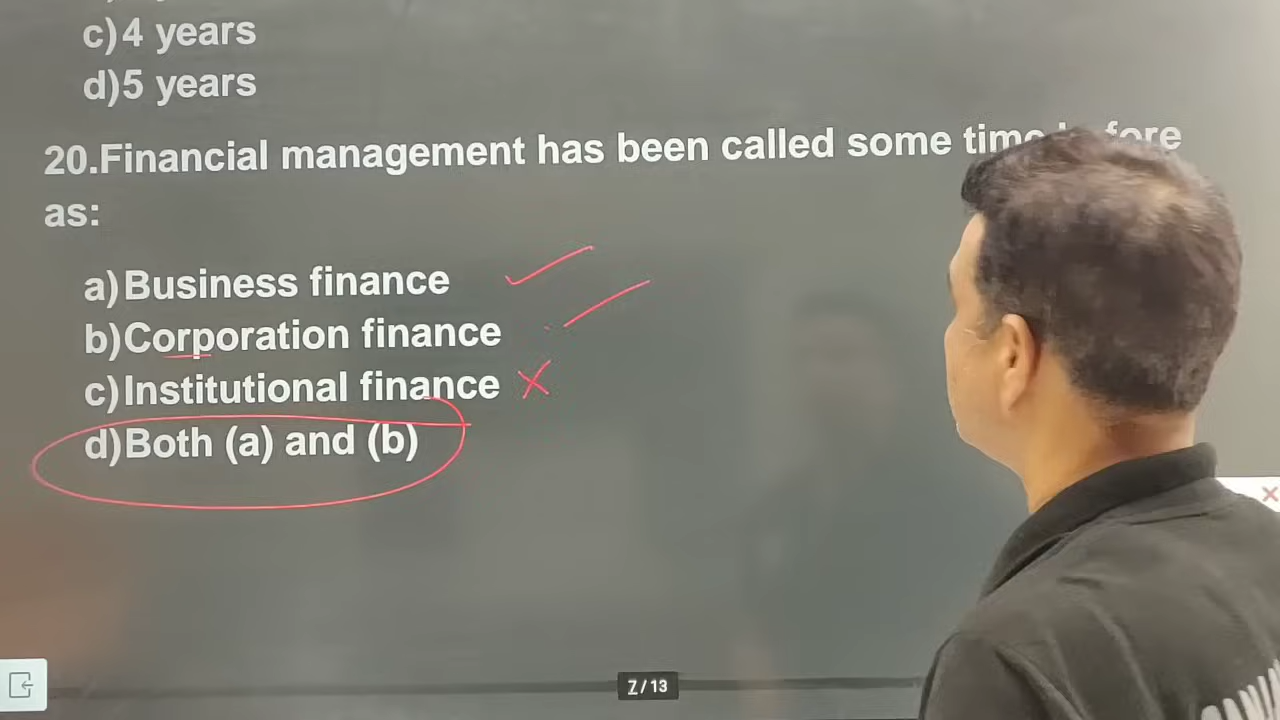 c)4 years
d)5 years
20.Financial management has been called some
as:
a)Business finance
b)Corporation finance
c)Institutional finance
d)Both (a) and (b)
7/13